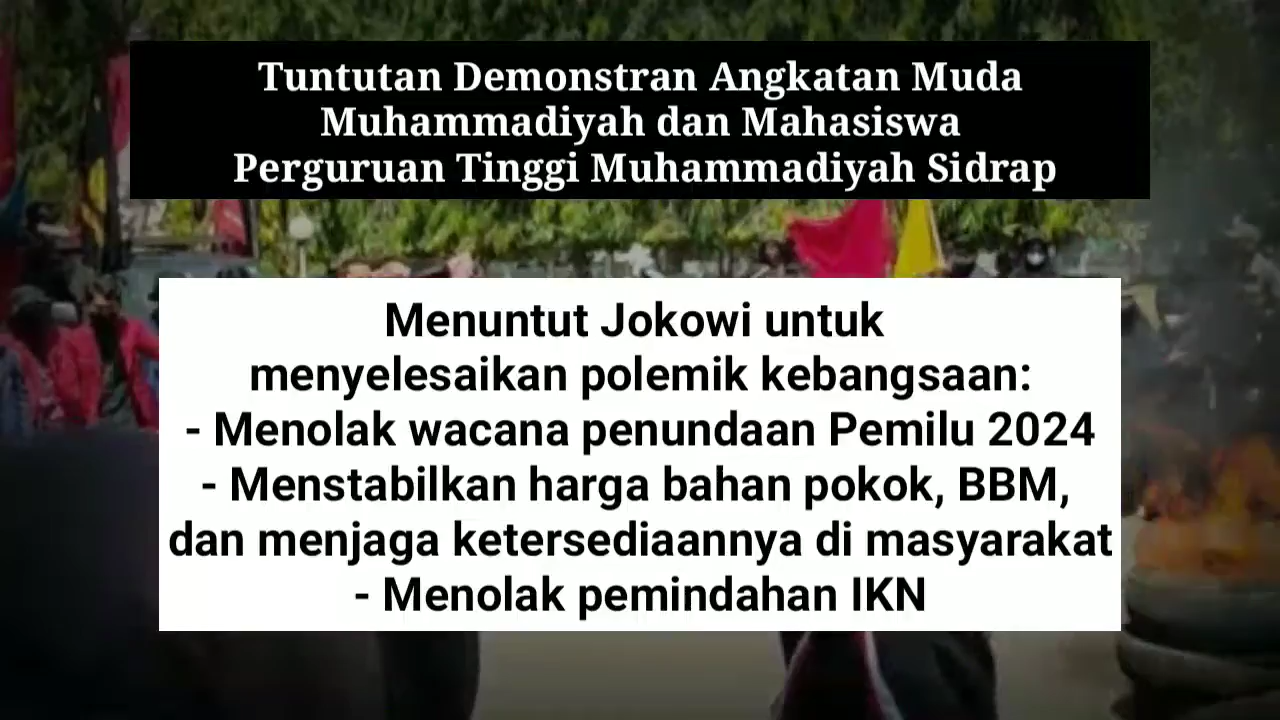 Tuntutan Demonstran Angkatan Muda
Muhammadiyah dan Mahasiswa
Perguruan Tinggi Muhammadiyah Sidrap
Menuntut Jokowi untuk
menyelesaikan polemik kebangsaan:
- Menolak wacana penundaan Pemilu 2024
- Menstabilkan harga bahan pokok, BBM,
dan menjaga ketersediaannya di masyarakat
- Menolak pemindahan IKN